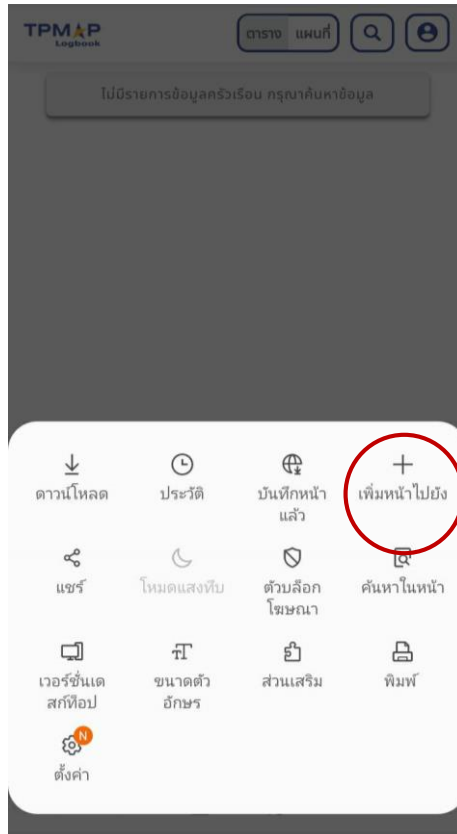 TPMAP
Logbook
ตาราง แผนที่
ไม่มีรายการข้อมูลครัวเรือน กรุณาค้นหาข้อมูล
ดาวน์โหลด
ประวัติ
บันทึกหน้า
แล้ว
เพิ่มหน้าไปยัง
แชร์
โหมดแสงทึบ
ตัวบล็อก
โฆษณา
ค้นหาในหน้า
เวอร์ชั่นเด
สก์ท็อป
ขนาดตัว
อักษร
ส่วนเสริม
พิมพ์
N
ตั้งค่า